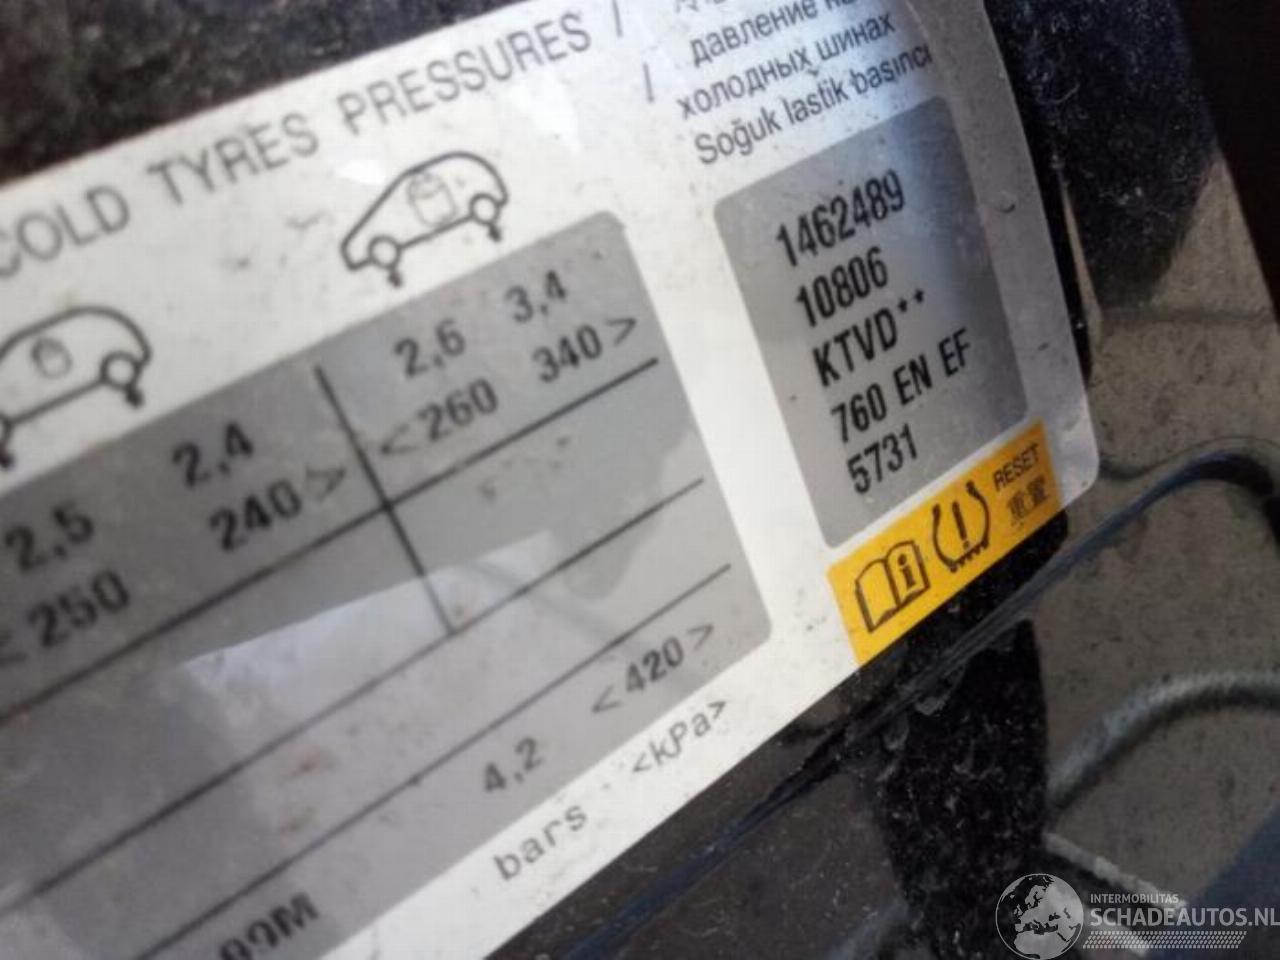 COLD TYRES PRESSURES /
/ давление на
холодных шинах
Soğuk lastik basıncı
1462489
10806
KTVD**
760 EN EF
5731
RESET
重置
2,5 2,4
<250 240>
2,6 3,4
<260 340>
4,2 <420>
bars <kPa>
99M
INTERMOBILITAS
SCHADEAUTOS.NL